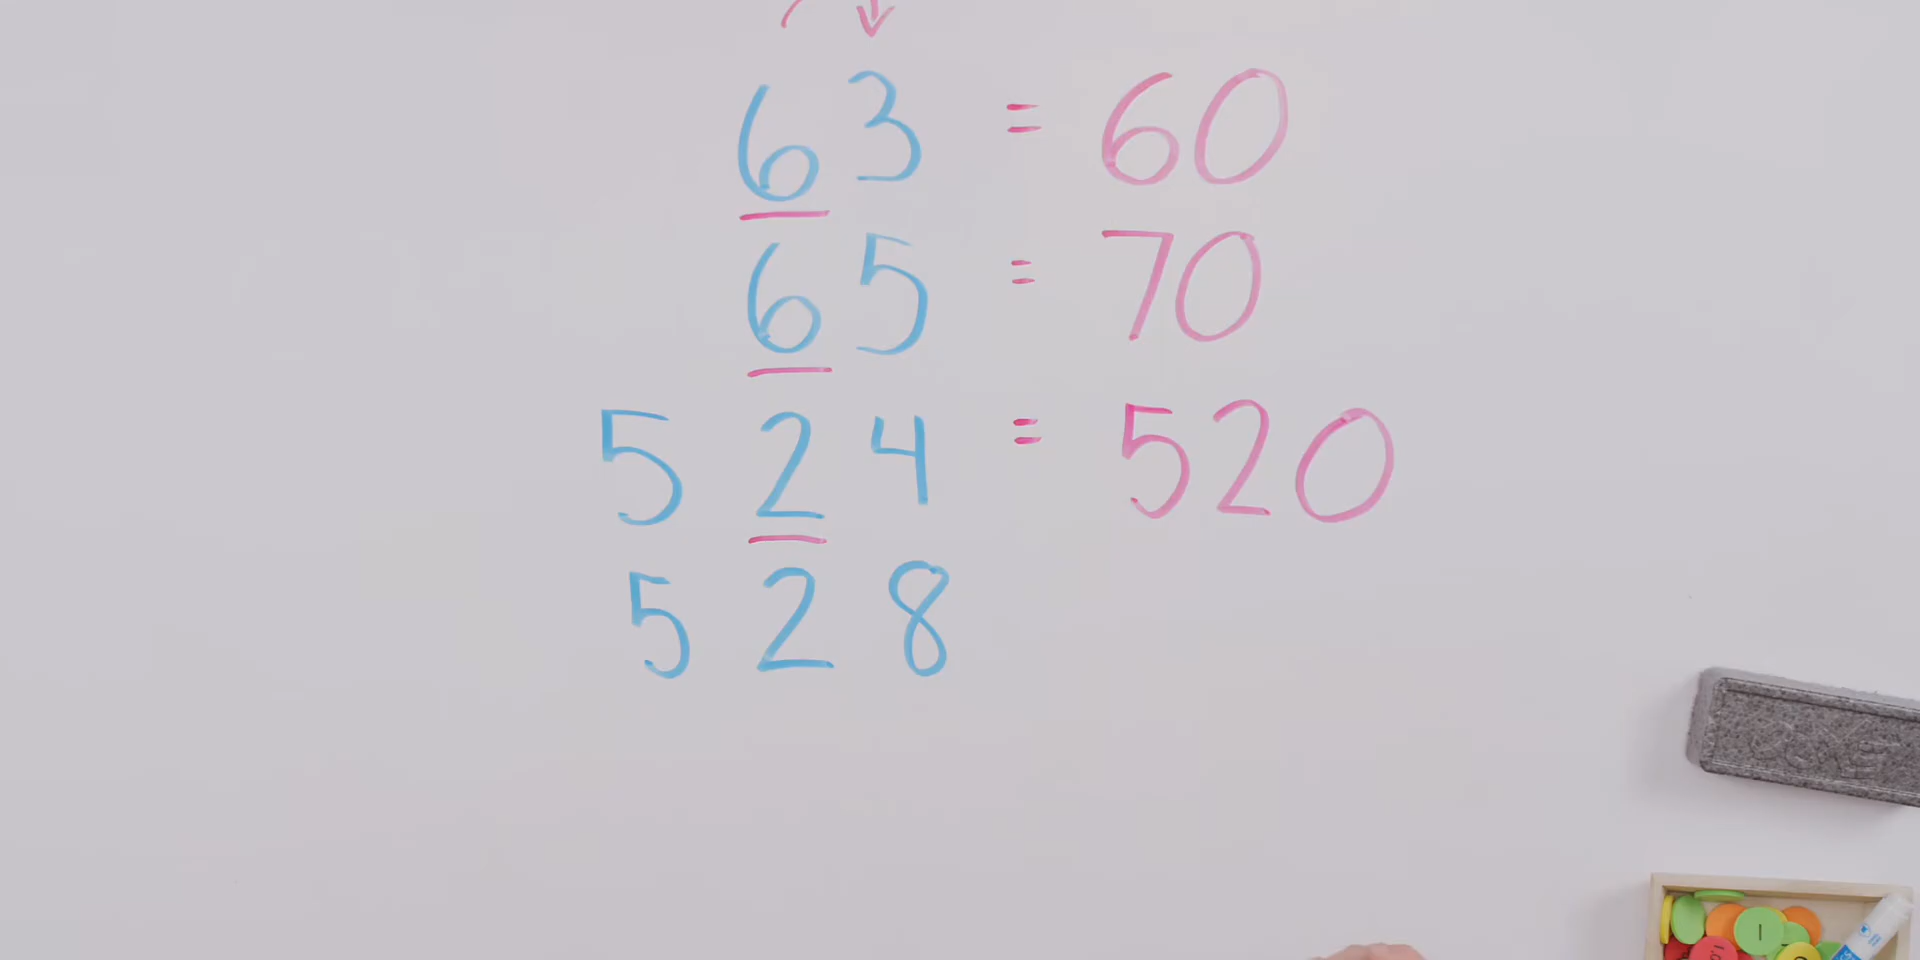 63 = 60
65 = 70
524 = 520
528